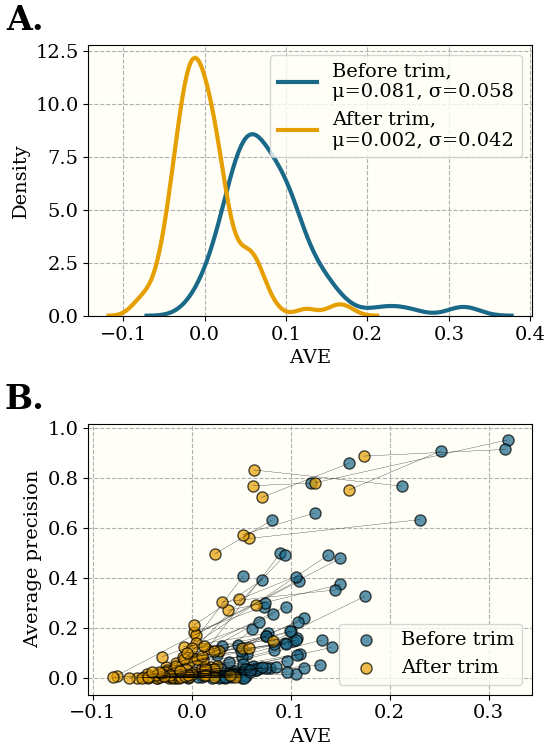 A.
12.5
10.0
7.5
5.0
2.5
0.0
Density
Before trim,
μ=0.081, σ=0.058
After trim,
μ=0.002, σ=0.042
−0.1 0.0 0.1 0.2 0.3 0.4
AVE
B.
1.0
0.8
0.6
0.4
0.2
0.0
Average precision
Before trim
After trim
−0.1 0.0 0.1 0.2 0.3
AVE